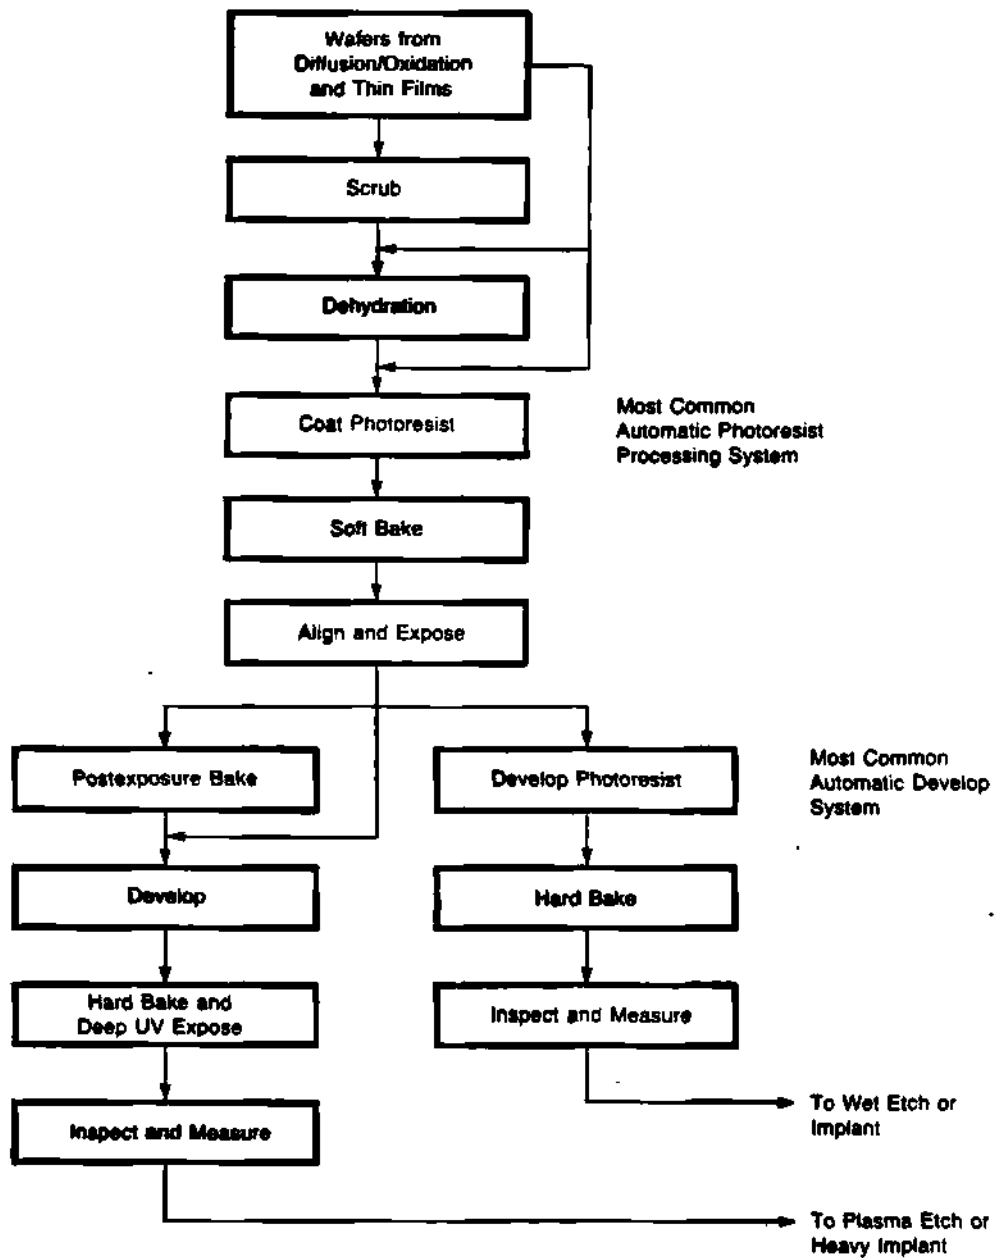 Wafers from
Diffusion/Oxidation
and Thin Films
Scrub
Dehydration
Coat Photoresist
Most Common
Automatic Photoresist
Processing System
Soft Bake
Align and Expose
Postexposure Bake
Develop Photoresist
Most Common
Automatic Develop
System
Develop
Hard Bake
Hard Bake and
Deep UV Expose
Inspect and Measure
To Wet Etch or
Implant
Inspect and Measure
To Plasma Etch or
Heavy Implant